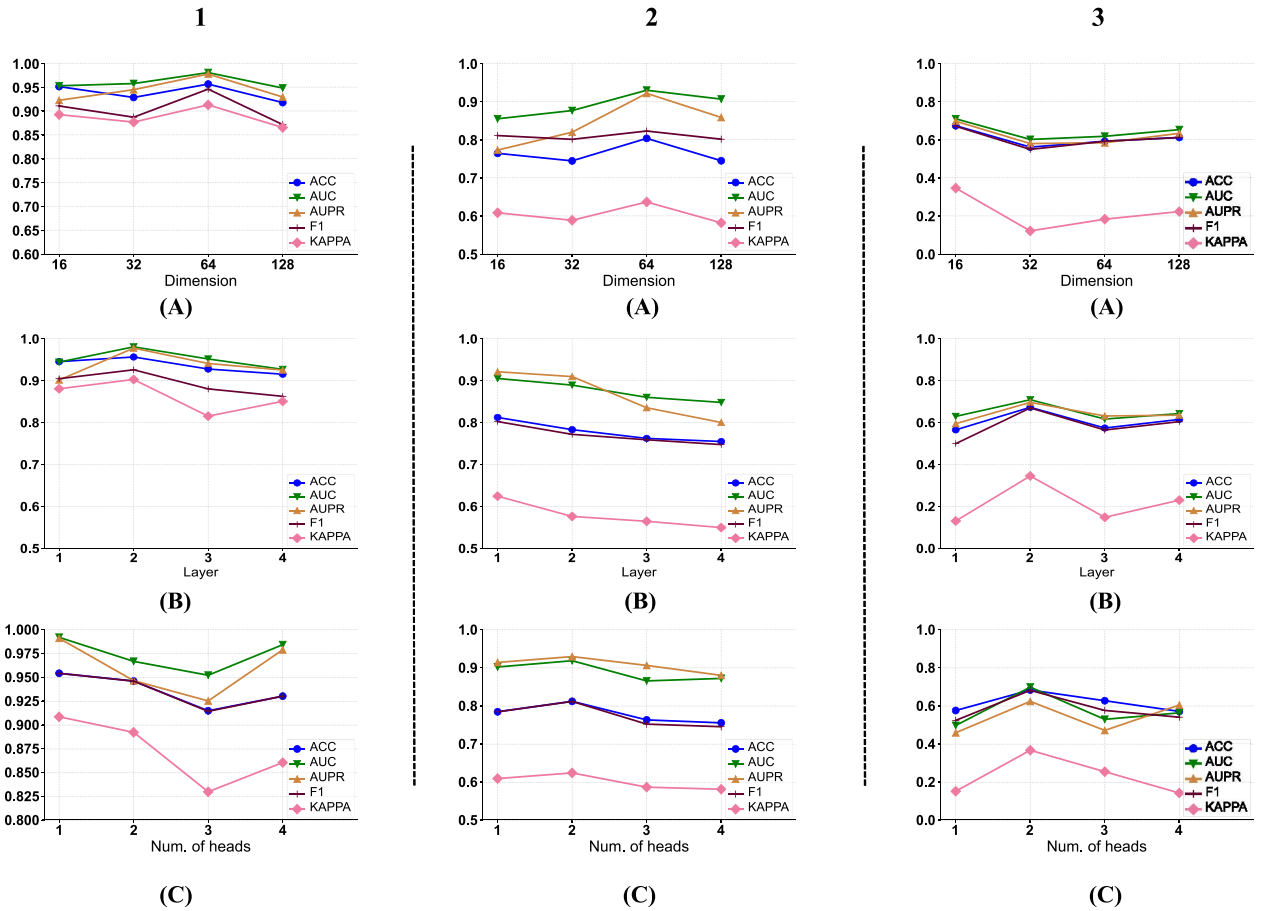 1
2
3
1.00
0.95
0.90
0.85
0.80
0.75
0.70
0.65
0.60
16
32
64
128
Dimension
ACC
AUC
AUPR
F1
KAPPA
(A)
1.0
0.9
0.8
0.7
0.6
0.5
16
32
64
128
Dimension
ACC
AUC
AUPR
F1
KAPPA
(A)
1.0
0.8
0.6
0.4
0.2
0.0
16
32
64
128
Dimension
ACC
AUC
AUPR
F1
KAPPA
(A)
1.0
0.9
0.8
0.7
0.6
0.5
1
2
3
4
Layer
ACC
AUC
AUPR
F1
KAPPA
(B)
1.0
0.9
0.8
0.7
0.6
0.5
1
2
3
4
Layer
ACC
AUC
AUPR
F1
KAPPA
(B)
1.0
0.8
0.6
0.4
0.2
0.0
1
2
3
4
Layer
ACC
AUC
AUPR
F1
KAPPA
(B)
1.000
0.975
0.950
0.925
0.900
0.875
0.850
0.825
0.800
1
2
3
4
Num. of heads
ACC
AUC
AUPR
F1
KAPPA
(C)
1.0
0.9
0.8
0.7
0.6
0.5
1
2
3
4
Num. of heads
ACC
AUC
AUPR
F1
KAPPA
(C)
1.0
0.8
0.6
0.4
0.2
0.0
1
2
3
4
Num. of heads
ACC
AUC
AUPR
F1
KAPPA
(C)